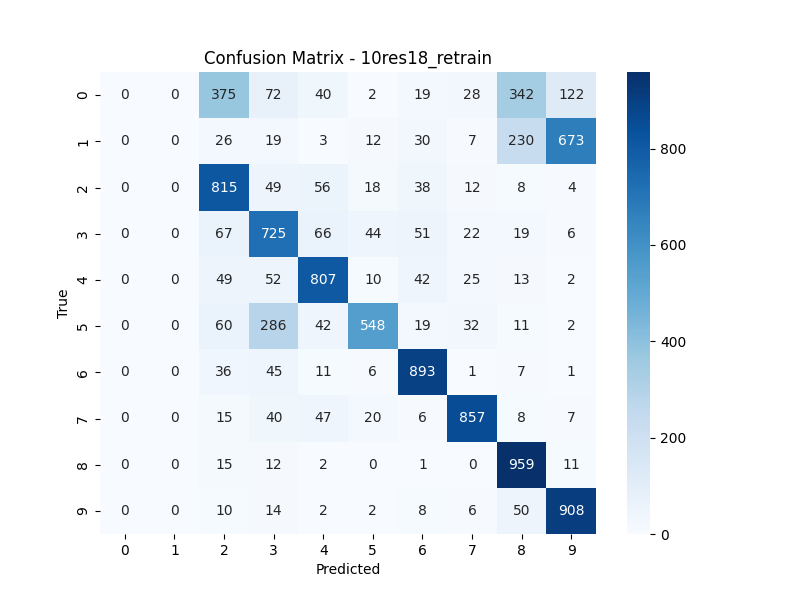 Confusion Matrix - 10res18_retrain
0 0 0 375 72 40 2 19 28 342 122
1 0 0 26 19 3 12 30 7 230 673
2 0 0 815 49 56 18 38 12 8 4
3 0 0 67 725 66 44 51 22 19 6
4 0 0 49 52 807 10 42 25 13 2
5 0 0 60 286 42 548 19 32 11 2
6 0 0 36 45 11 6 893 1 7 1
7 0 0 15 40 47 20 6 857 8 7
8 0 0 15 12 2 0 1 0 959 11
9 0 0 10 14 2 2 8 6 50 908
0 1 2 3 4 5 6 7 8 9
Predicted
True
800
600
400
200
0